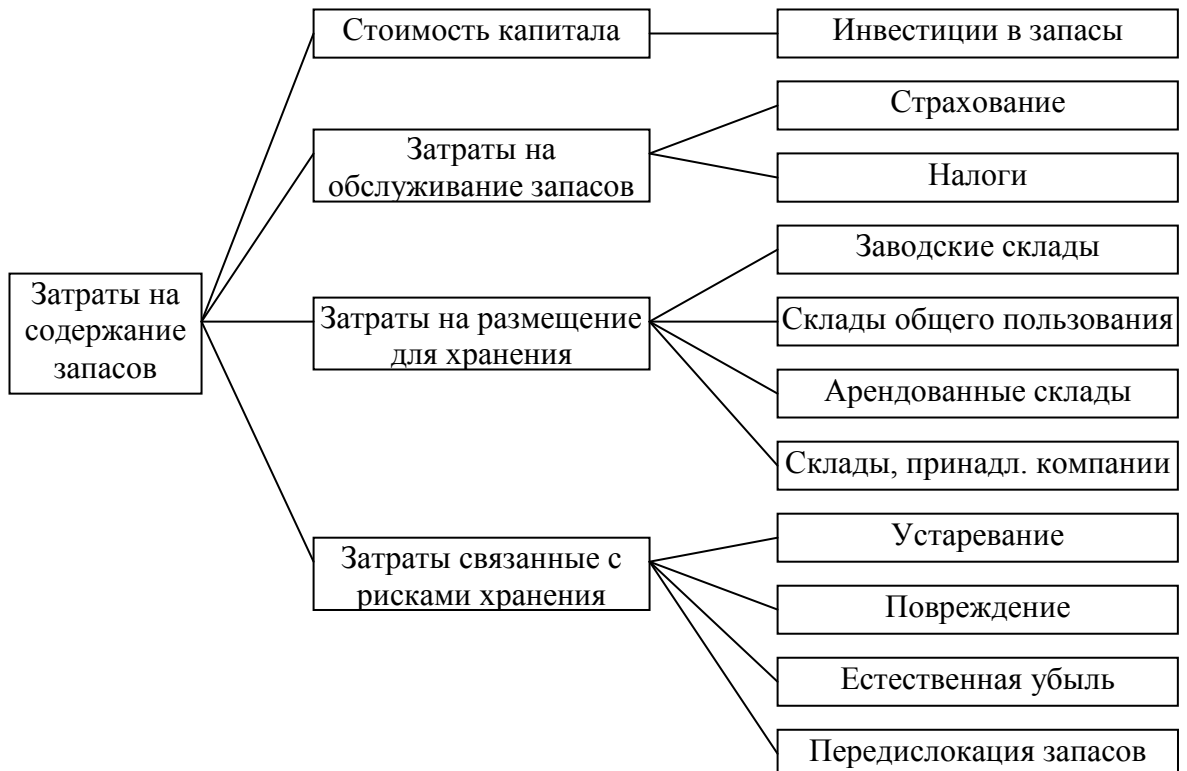 Стоимость капитала
Инвестиции в запасы
Страхование
Затраты на
обслуживание запасов
Налоги
Заводские склады
Затраты на
содержание
запасов
Затраты на размещение
для хранения
Склады общего пользования
Арендованные склады
Склады, принадл. компании
Устаревание
Затраты связанные с
рисками хранения
Повреждение
Естественная убыль
Передислокация запасов